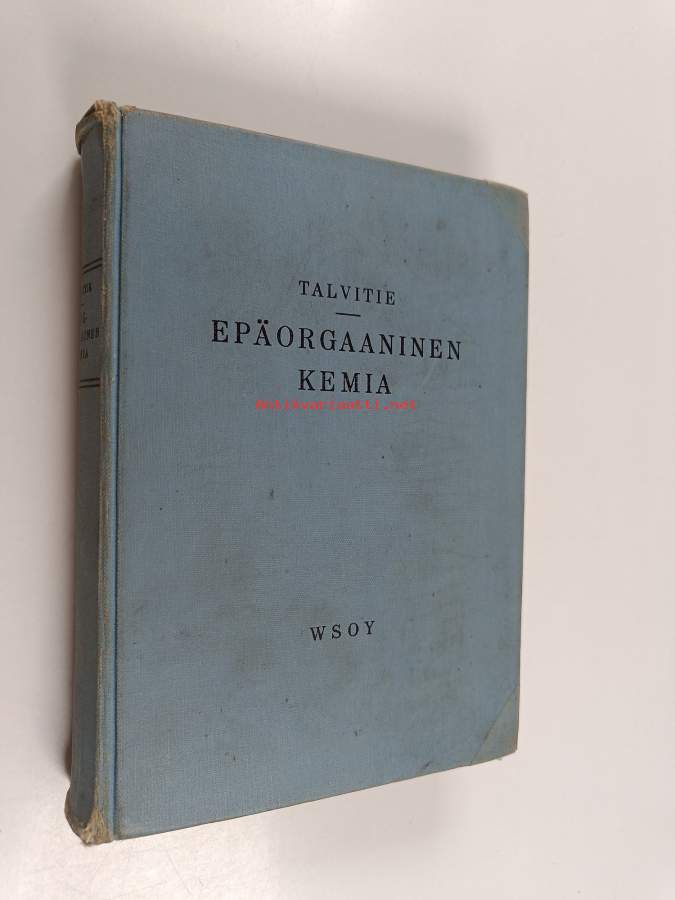 TALVITIE
EPÄORGAANINEN
KEMIA
antikvariaatti.net
WSOY